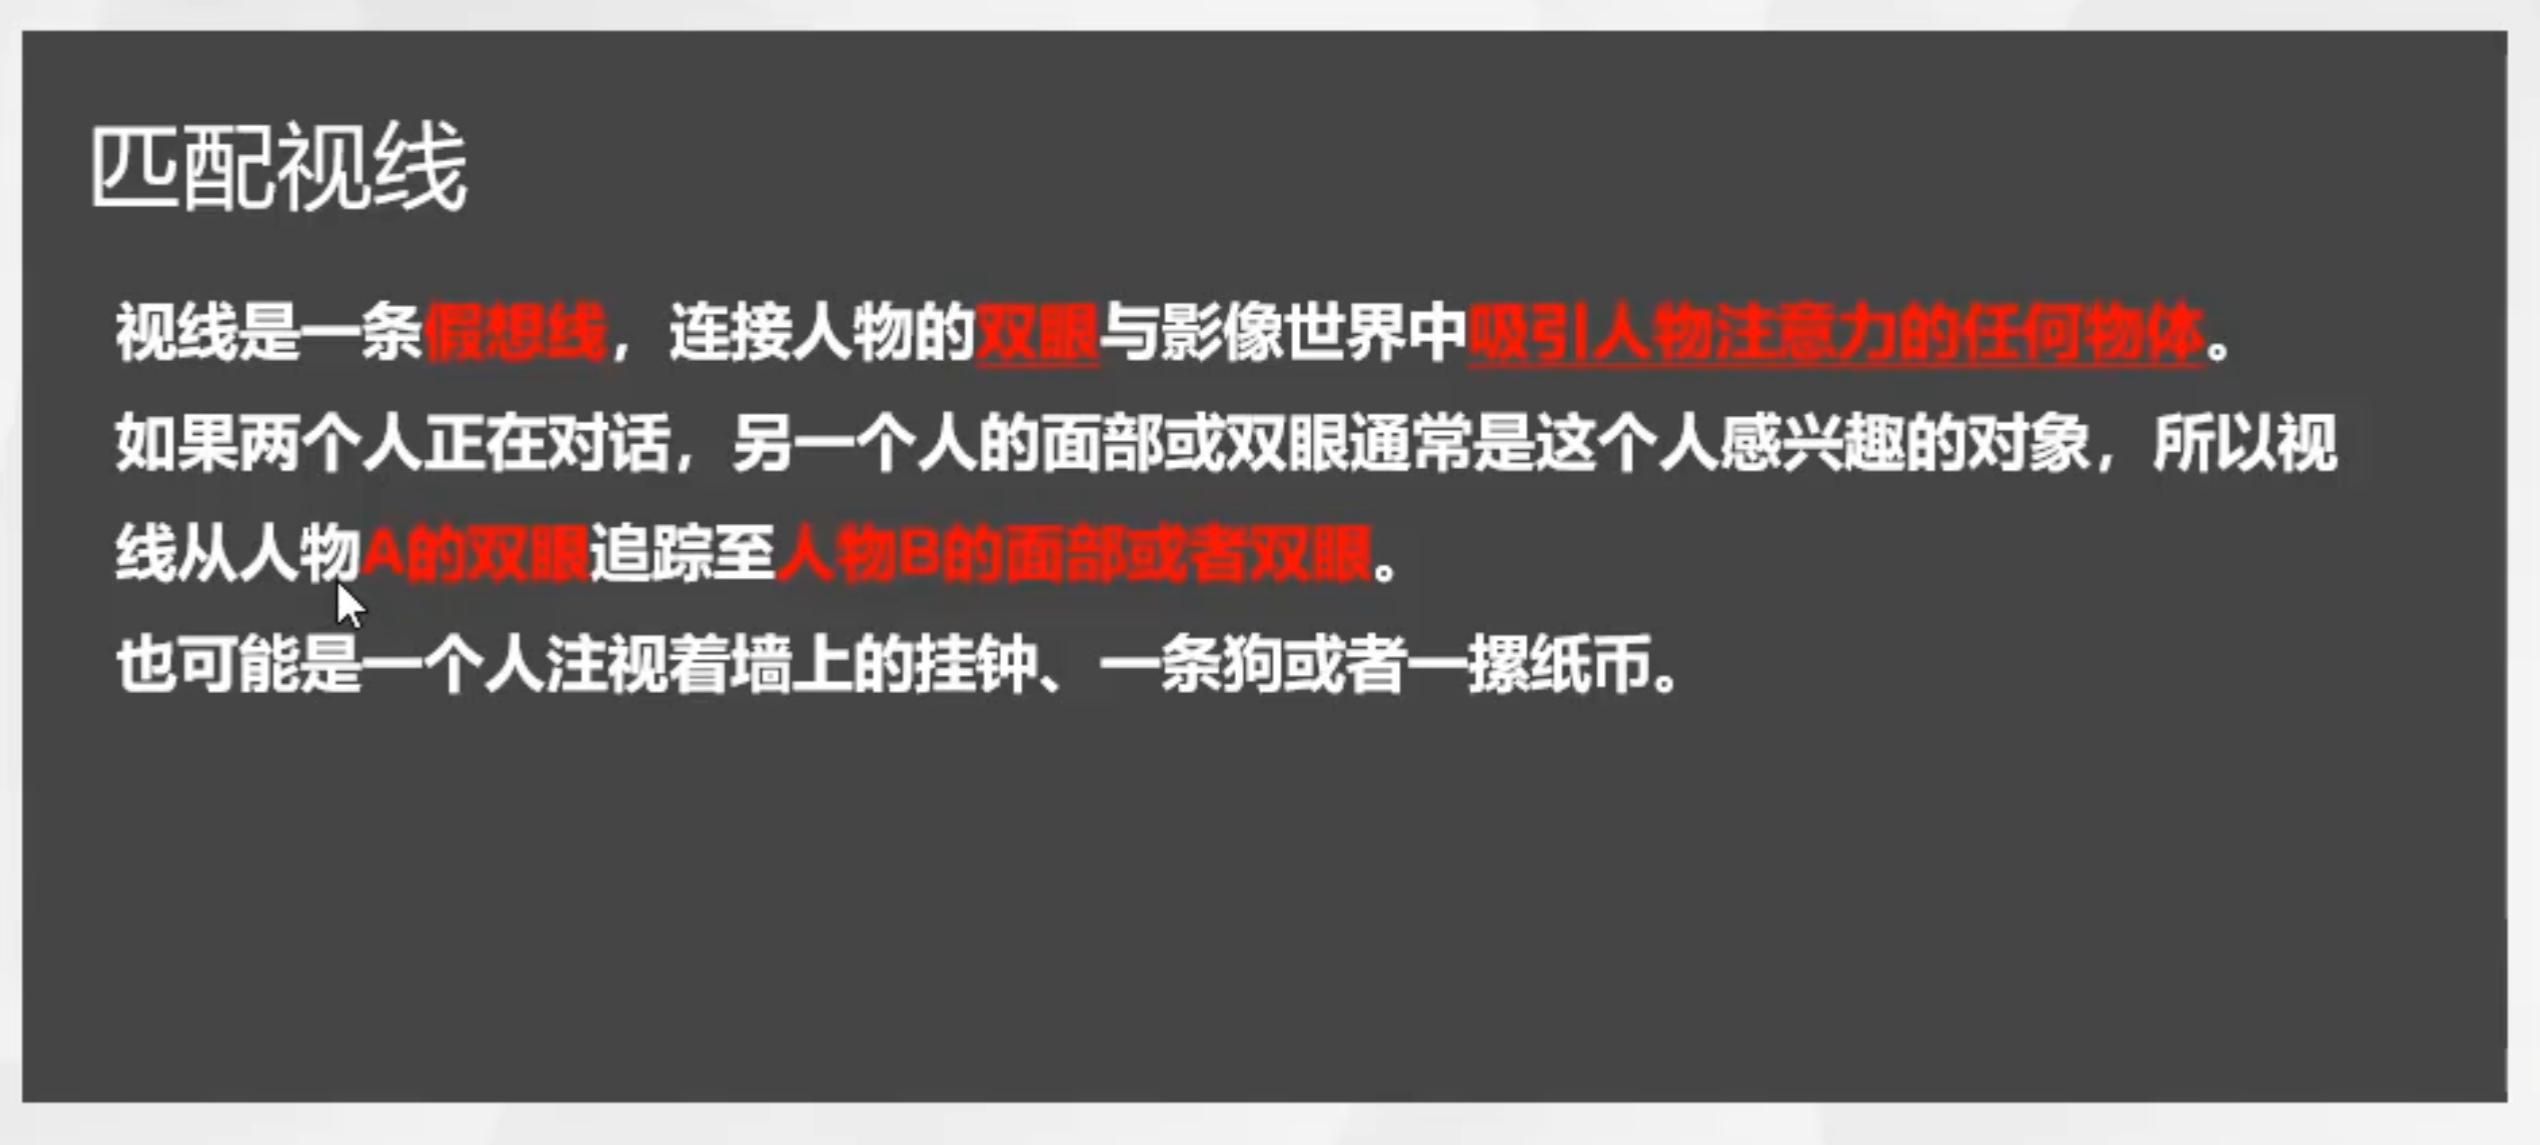 匹配视线
视线是一条假想线，连接人物的双眼与影像世界中吸引人物注意力的任何物体。
如果两个人正在对话，另一个人的面部或双眼通常是这个人感兴趣的对象，所以视
线从人物A的双眼追踪至人物B的面部或者双眼。
也可能是一个人注视着墙上的挂钟、一条狗或者一摞纸币。